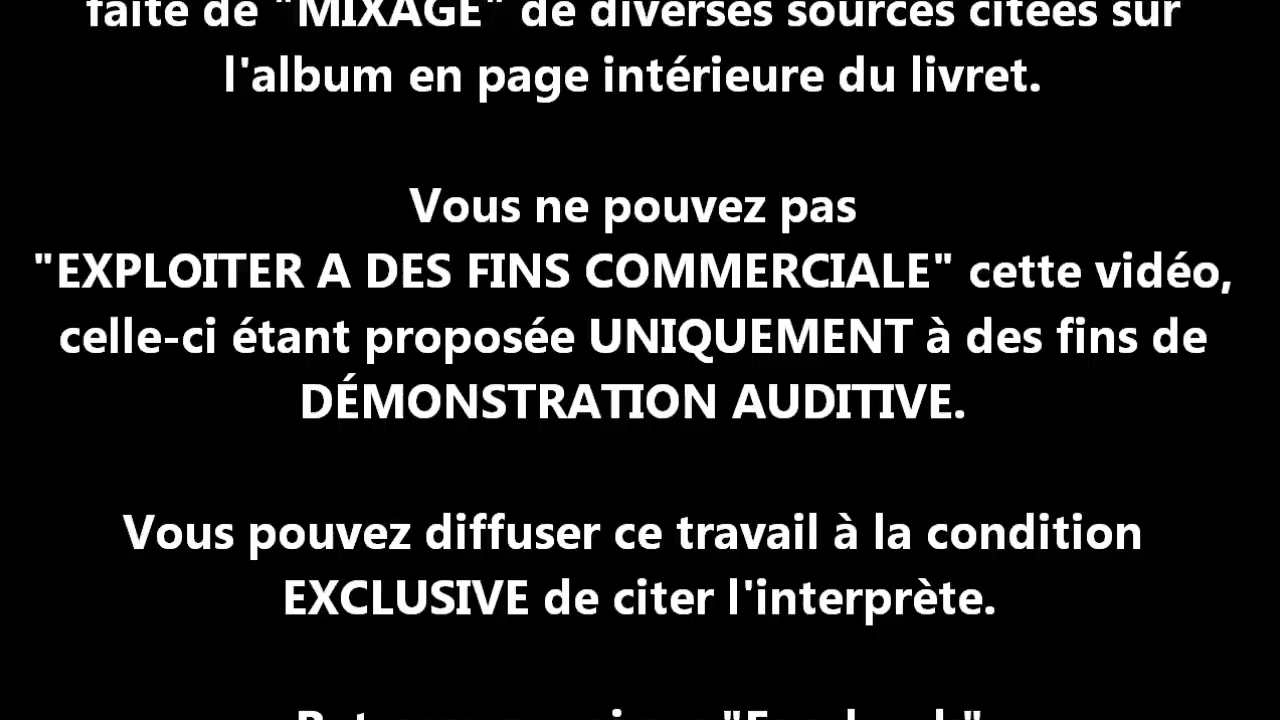 faite de "MIXAGE" de diverses sources citées sur
l'album en page intérieure du livret.
Vous ne pouvez pas
"EXPLOITER A DES FINS COMMERCIALE" cette vidéo,
celle-ci étant proposée UNIQUEMENT à des fins de
DÉMONSTRATION AUDITIVE.
Vous pouvez diffuser ce travail à la condition
EXCLUSIVE de citer l'interprète.